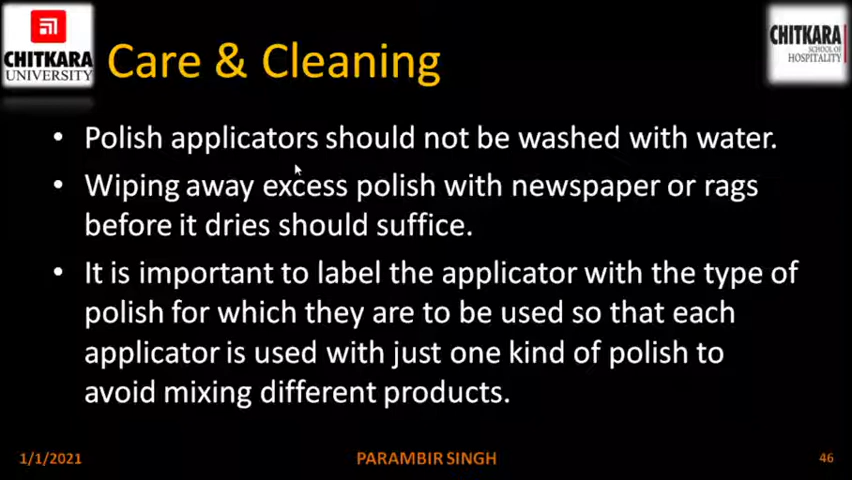 CHITKARA
UNIVERSITY
CHITKARA
SCHOOL OF
HOSPITALITY
Care & Cleaning
• Polish applicators should not be washed with water.
• Wiping away excess polish with newspaper or rags
before it dries should suffice.
• It is important to label the applicator with the type of
polish for which they are to be used so that each
applicator is used with just one kind of polish to
avoid mixing different products.
1/1/2021
PARAMBIR SINGH
46